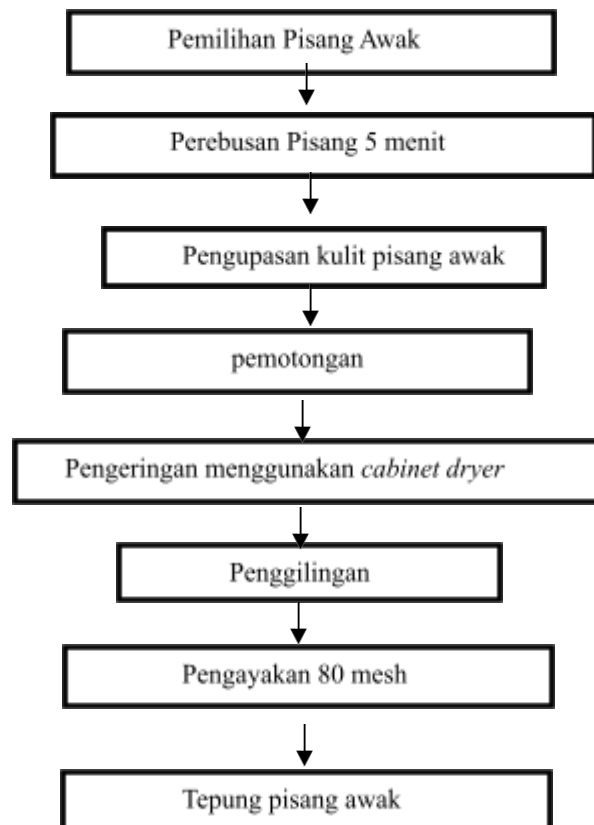 Pemilihan Pisang Awak
Perebusan Pisang 5 menit
Pengupasan kulit pisang awak
pemotongan
Pengeringan menggunakan cabinet dryer
Penggilingan
Pengayakan 80 mesh
Tepung pisang awak